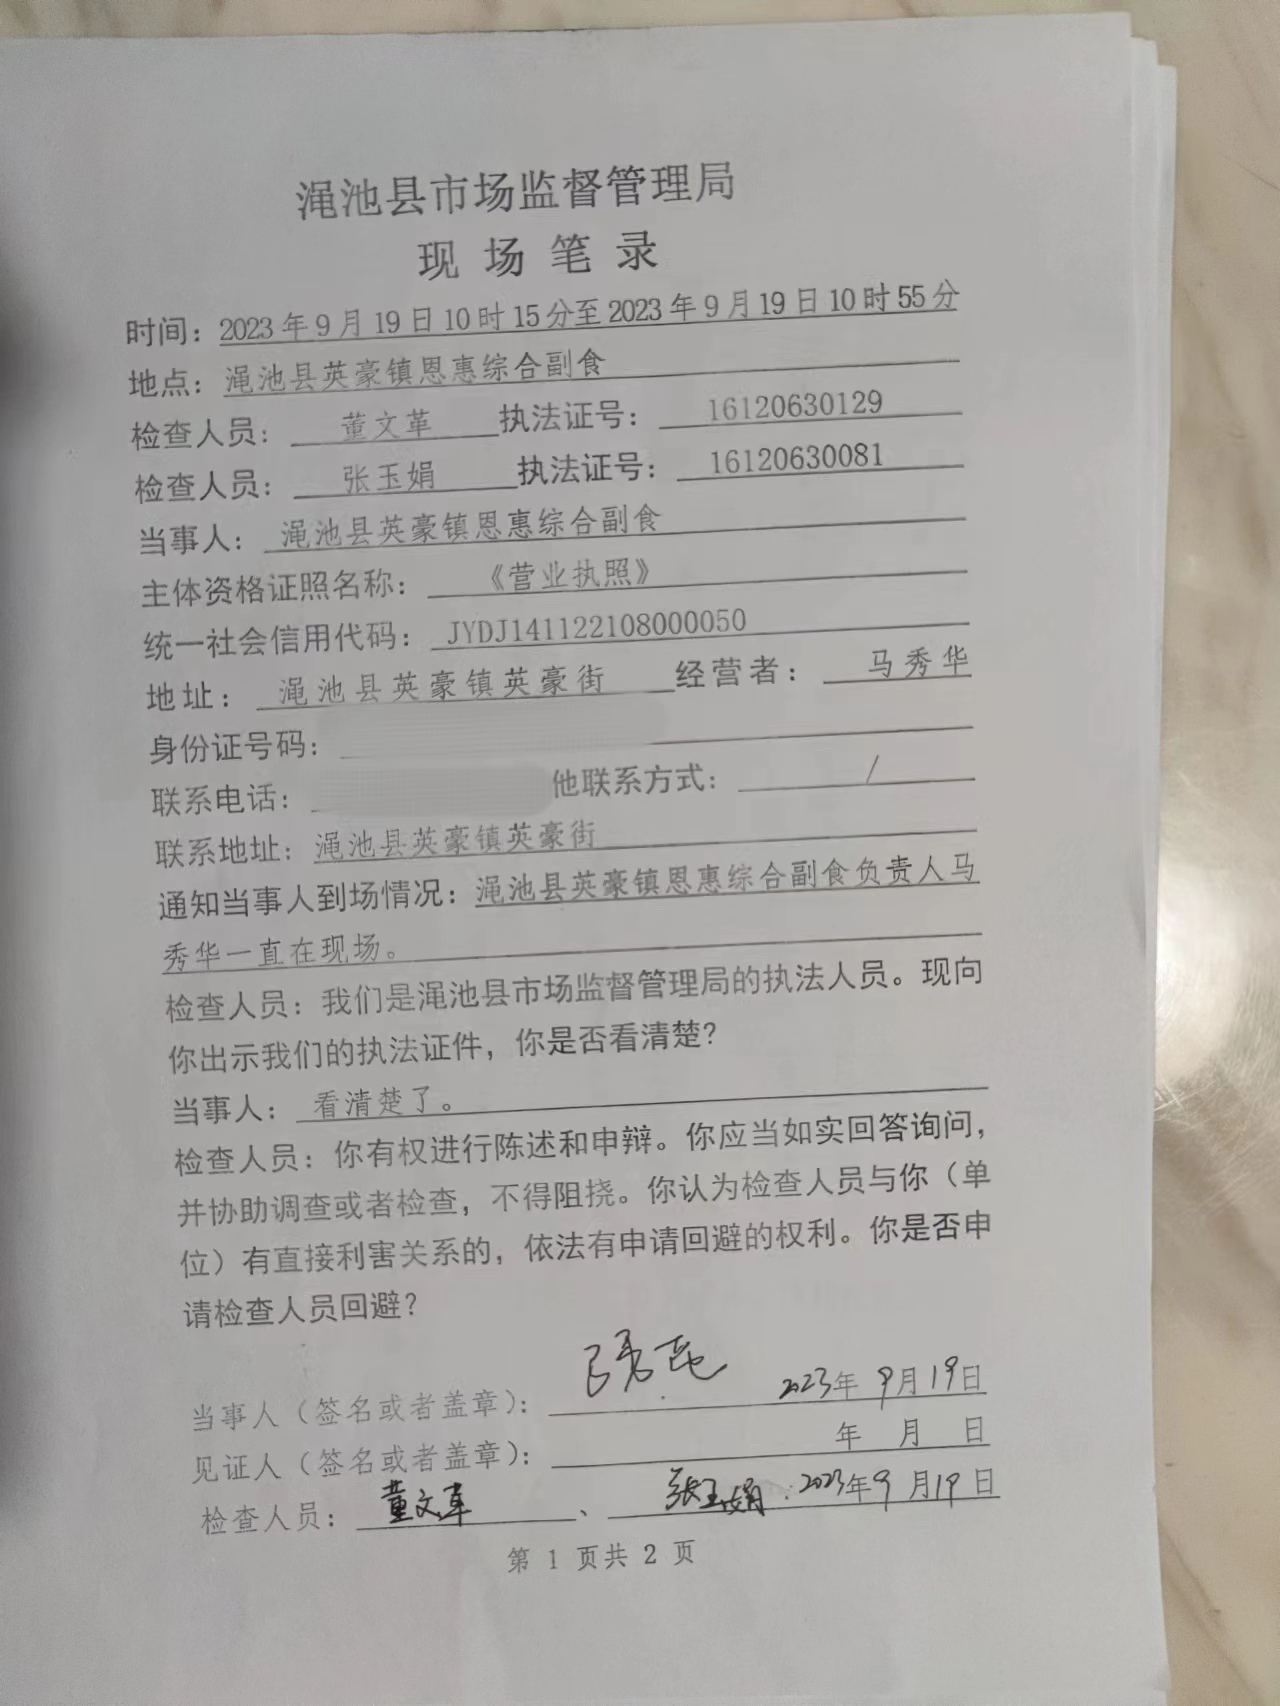 渑池县市场监督管理局
现场笔录
时间：2023年9月19日10时15分至2023年9月19日10时55分
地点：渑池县英豪镇恩惠综合副食
检查人员：董文革 执法证号：16120630129
检查人员：张玉娟 执法证号：16120630081
当事人：渑池县英豪镇恩惠综合副食
主体资格证照名称：《营业执照》
统一社会信用代码：JYDJ141122108000050
地址：渑池县英豪镇英豪街 经营者：马秀华
身份证号码：
联系电话： 他联系方式：/
联系地址：渑池县英豪镇英豪街
通知当事人到场情况：渑池县英豪镇恩惠综合副食负责人马
秀华一直在现场。
检查人员：我们是渑池县市场监督管理局的执法人员。现向
你出示我们的执法证件，你是否看清楚？
当事人：看清楚了。
检查人员：你有权进行陈述和申辩。你应当如实回答询问，
并协助调查或者检查，不得阻挠。你认为检查人员与你（单
位）有直接利害关系的，依法有申请回避的权利。你是否申
请检查人员回避？
当事人（签名或者盖章）： 2023年9月19日
见证人（签名或者盖章）： 年 月 日
检查人员：董文革、张玉娟 2023年9月19日
第 1 页共 2 页